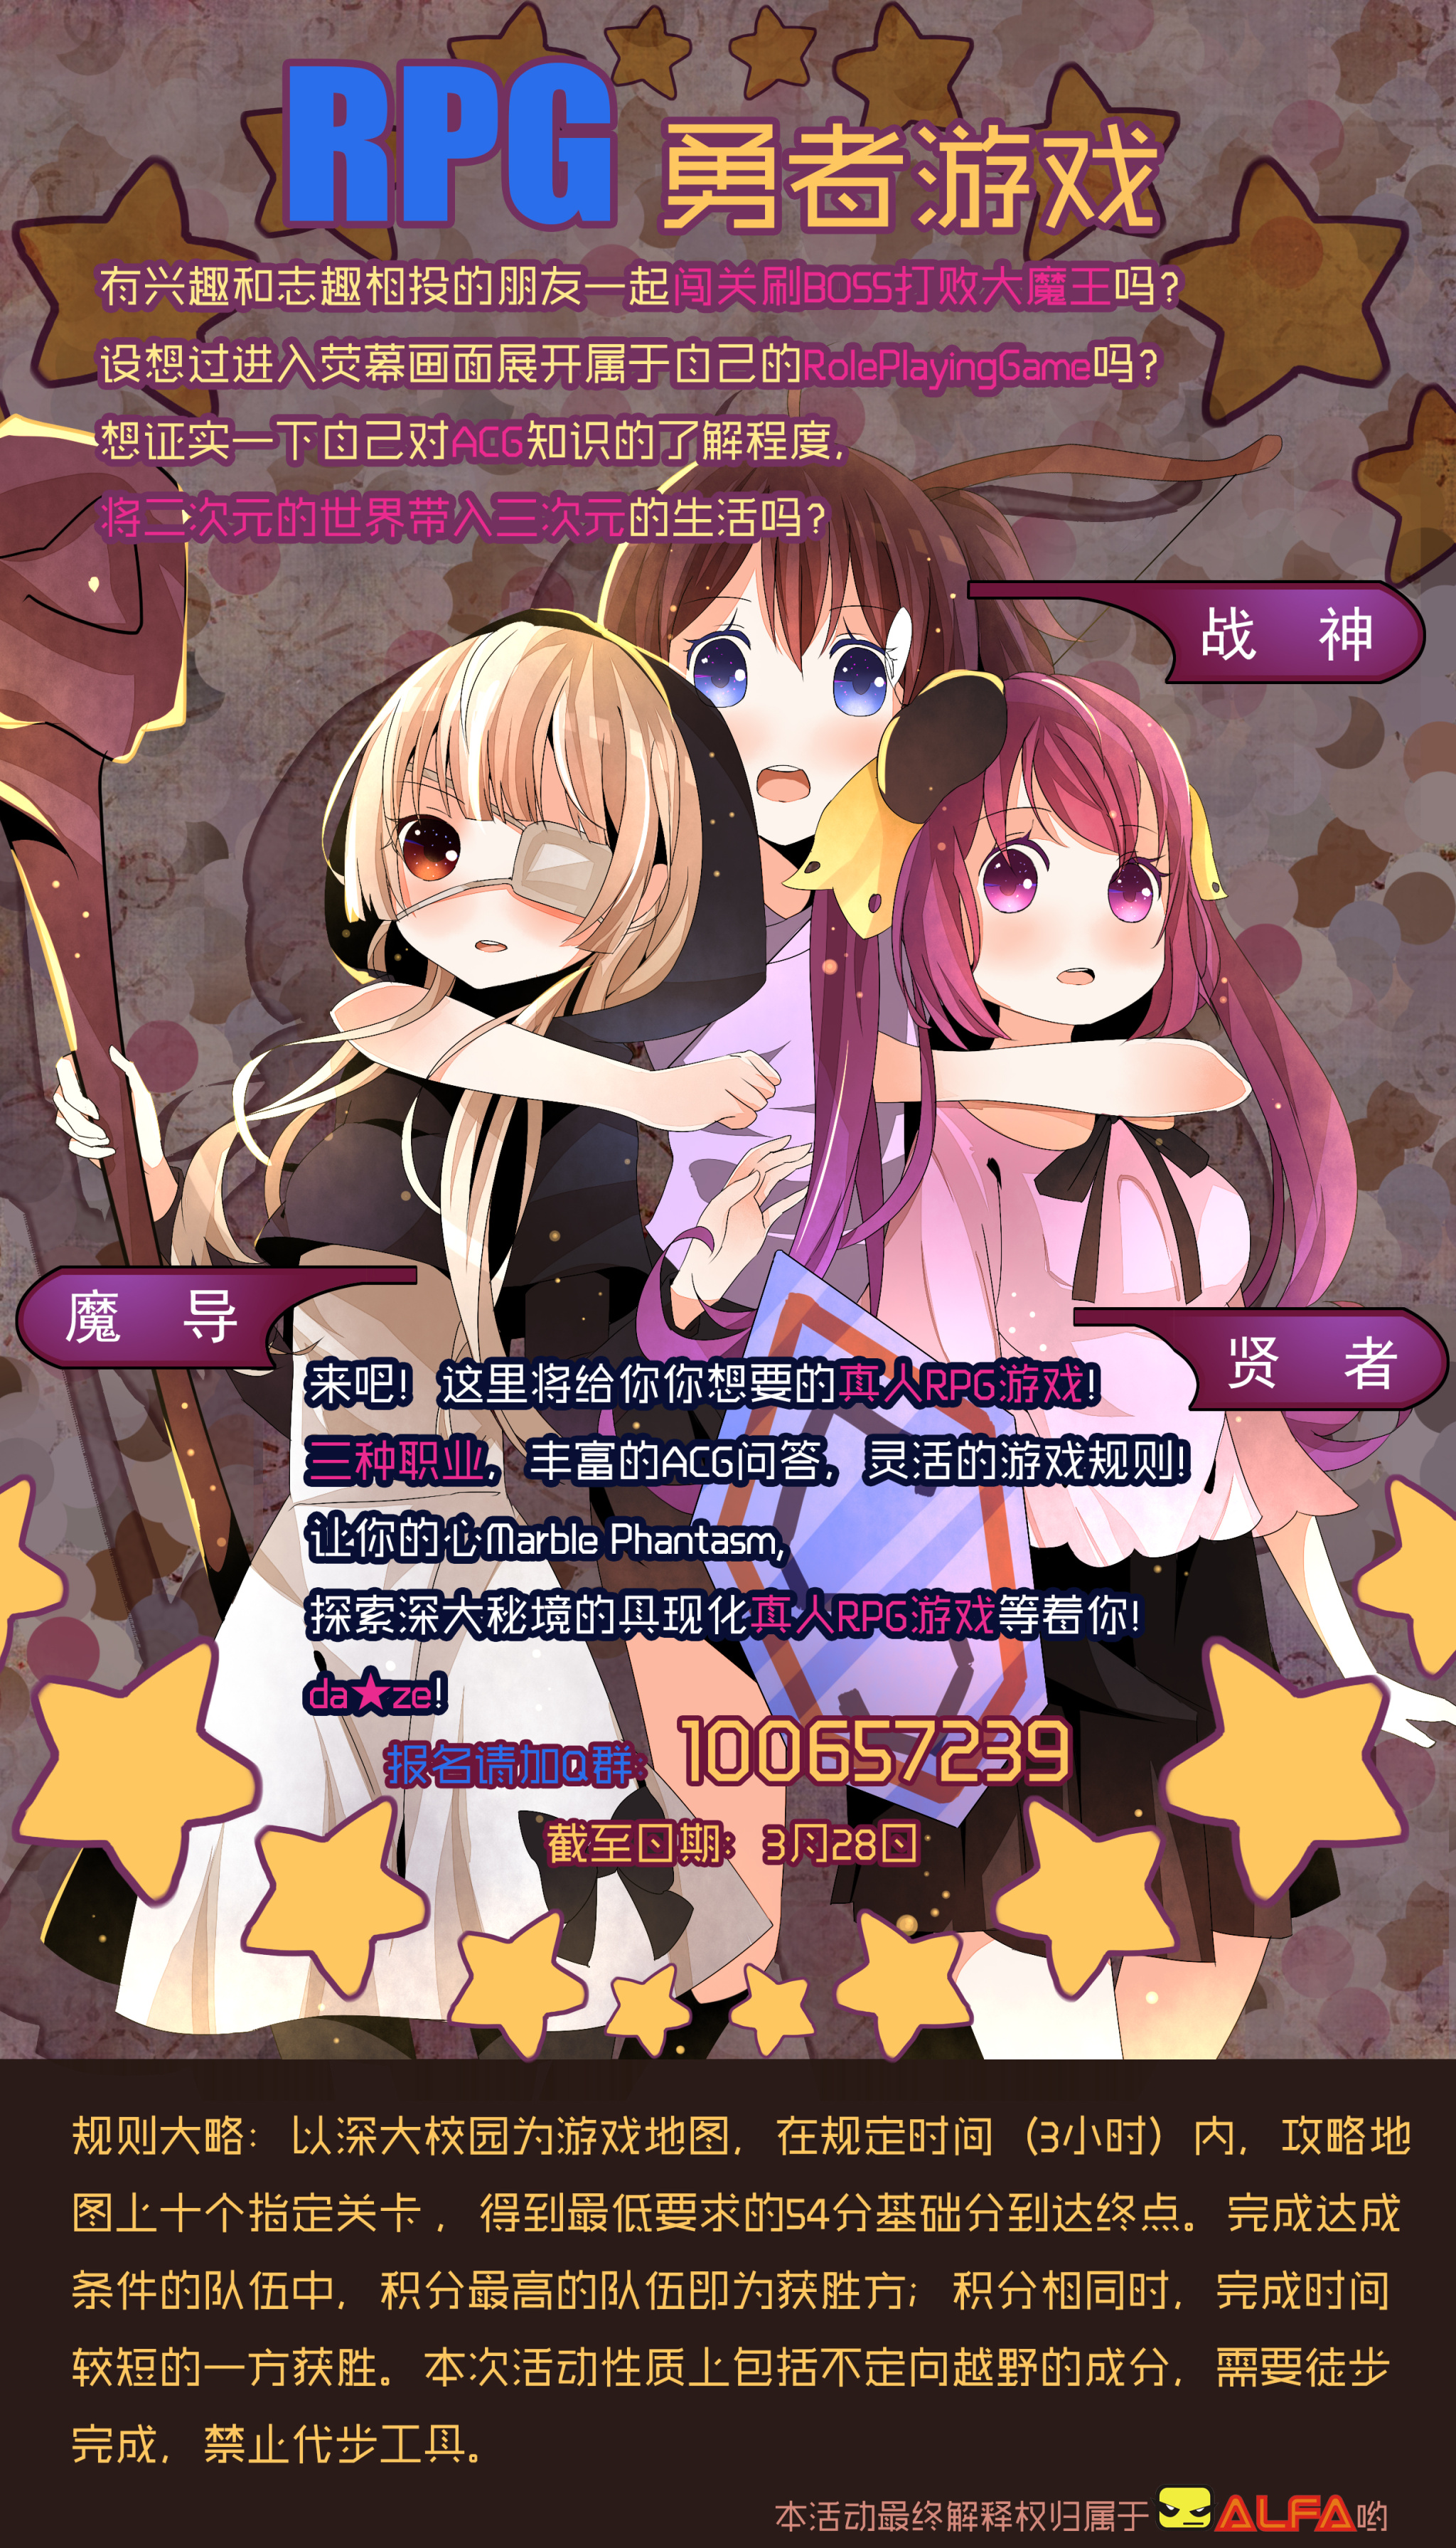 RPG 勇者游戏
有兴趣和志趣相投的朋友一起闯关刷BOSS打败大魔王吗?
设想过进入荧幕画面展开属于自己的RolePlayingGame吗?
想证实一下自己对ACG知识的了解程度,
将二次元的世界带入三次元的生活吗?
战 神
魔 导
贤 者
来吧! 这里将给你你想要的真人RPG游戏!
三种职业, 丰富的ACG问答, 灵活的游戏规则!
让你的心Marble Phantasm,
探索深大秘境的具现化真人RPG游戏等着你!
da★ze!
报名请加Q群: 100657239
截至日期: 3月28日
规则大略: 以深大校园为游戏地图, 在规定时间 (3小时) 内, 攻略地
图上十个指定关卡 , 得到最低要求的54分基础分到达终点。完成达成
条件的队伍中, 积分最高的队伍即为获胜方; 积分相同时, 完成时间
较短的一方获胜。本次活动性质上包括不定向越野的成分, 需要徒步
完成, 禁止代步工具。
本活动最终解释权归属于ALFA哟